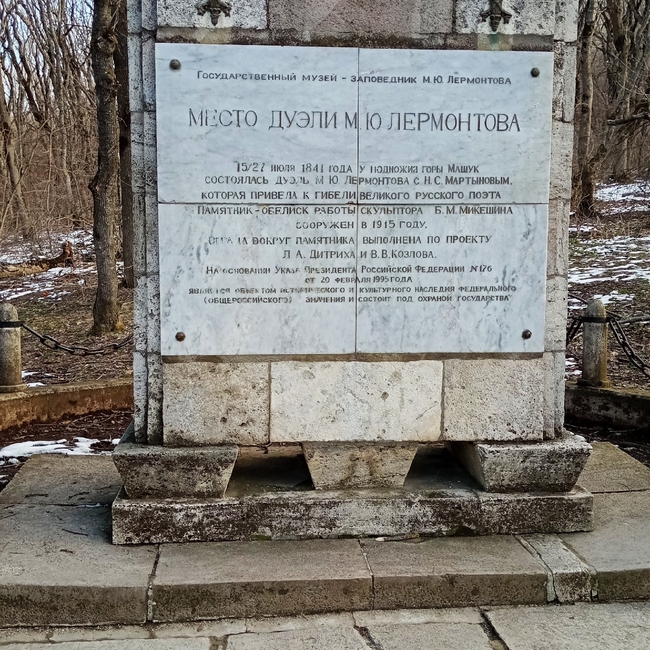 Государственный музей - заповедник М.Ю. Лермонтова
Место дуэли М.Ю Лермонтова
15/27 июля 1841 года у подножия горы Машук
состоялась дуэль М.Ю. Лермонтова с Н.С. Мартыновым,
которая привела к гибели великого русского поэта
Памятник-обелиск работы скульптора Б.М.Микешина
сооружен в 1915 году.
вокруг памятника выполнена по проекту
Л.А. Дитриха и В.В.Козлова.
На основании Указа Президента Российской Федерации №176
от 20 февраля 1995 года
является объектом исторического и культурного наследия федерального
(общероссийского) значения и состоит под охраной государства